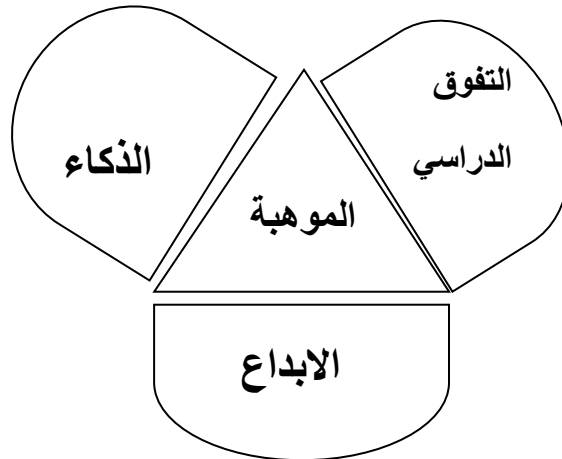 التفوق
الدراسي
الذكاء
الموهبة
الابداع